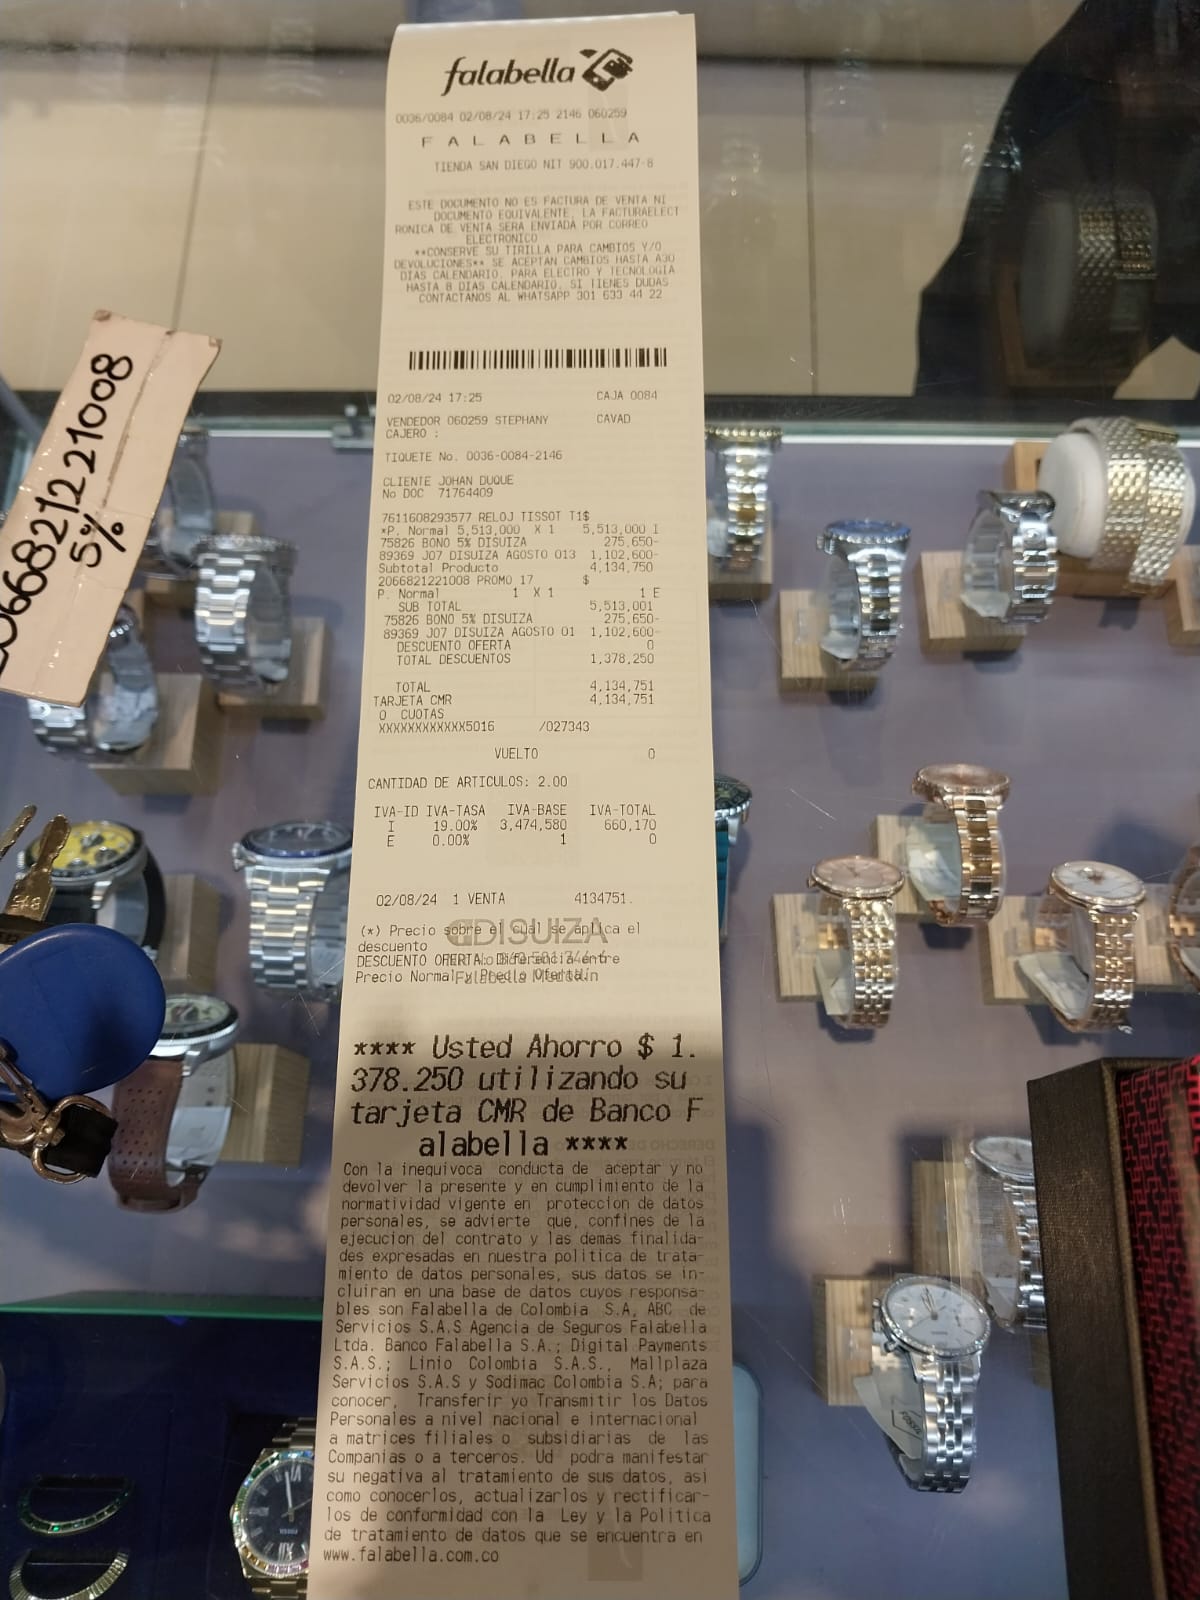 falabella
0036/0084 02/08/24 17:25 2146 060259
F A L A B E L L A
TIENDA SAN DIEGO NIT 900.017.447-8
ESTE DOCUMENTO NO ES FACTURA DE VENTA NI
DOCUMENTO EQUIVALENTE, LA FACTURAELECT
RONICA DE VENTA SERA ENVIADA POR CORREO
ELECTRONICO
**CONSERVE SU TIRILLA PARA CAMBIOS Y/O
DEVOLUCIONES** SE ACEPTAN CAMBIOS HASTA A30
DIAS CALENDARIO. PARA ELECTRO Y TECNOLOGIA
HASTA 8 DIAS CALENDARIO. SI TIENES DUDAS
CONTACTANOS AL WHATSAPP 301 633 44 22
02/08/24 17:25 CAJA 0084
VENDEDOR 060259 STEPHANY CAVAD
CAJERO :
TIQUETE No. 0036-0084-2146
CLIENTE JOHAN DUQUE
No DOC 71764409
7611608293577 RELOJ TISSOT T1$
*P. Normal 5,513,000 X 1 5,513,000 I
75826 BONO 5% DISUIZA 275,650-
89369 J07 DISUIZA AGOSTO 013 1,102,600-
Subtotal Producto 4,134,750
2066821221008 PROMO 17 $
P. Normal 1 X 1 1 E
SUB TOTAL 5,513,001
75826 BONO 5% DISUIZA 275,650-
89369 J07 DISUIZA AGOSTO 01 1,102,600-
DESCUENTO OFERTA 0
TOTAL DESCUENTOS 1,378,250
TOTAL 4,134,751
TARJETA CMR 4,134,751
0 CUOTAS
XXXXXXXXXXXX5016 /027343
VUELTO 0
CANTIDAD DE ARTICULOS: 2.00
IVA-ID IVA-TASA IVA-BASE IVA-TOTAL
I 19.00% 3,474,580 660,170
E 0.00% 1 0
02/08/24 1 VENTA 4134751.
(*) Precio sobre el cual se aplica el
descuento
DISUIZA
DESCUENTO OFERTA: Diferencia entre
Precio Normal y Precio Oferta.
Falabella Medellín
**** Usted Ahorro $ 1.
378.250 utilizando su
tarjeta CMR de Banco F
alabella ****
Con la inequivoca conducta de aceptar y no
devolver la presente y en cumplimiento de la
normatividad vigente en proteccion de datos
personales, se advierte que, confines de la
ejecucion del contrato y las demas finalida-
des expresadas en nuestra politica de trata-
miento de datos personales, sus datos se in-
cluiran en una base de datos cuyos responsa-
bles son Falabella de Colombia S.A, ABC de
Servicios S.A.S Agencia de Seguros Falabella
Ltda. Banco Falabella S.A.; Digital Payments
S.A.S.; Linio Colombia S.A.S., Mallplaza
Servicios S.A.S y Sodimac Colombia S.A; para
conocer, Transferir yo Transmitir los Datos
Personales a nivel nacional e internacional
a matrices filiales o subsidiarias de las
Companias o a terceros. Ud podra manifestar
su negativa al tratamiento de sus datos, asi
como conocerlos, actualizarlos y rectificar-
los de conformidad con la Ley y la Politica
de tratamiento de datos que se encuentra en
www.falabella.com.co
2066821221008
5%
FOSSIL